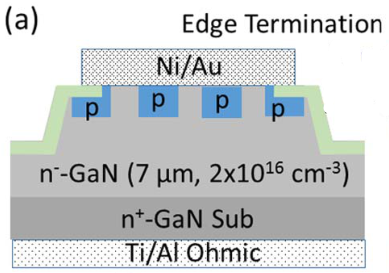 (a)
Edge Termination
Ni/Au
p p p p
n⁻-GaN (7 μm, 2x10¹⁶ cm⁻³)
n⁺-GaN Sub
Ti/Al Ohmic